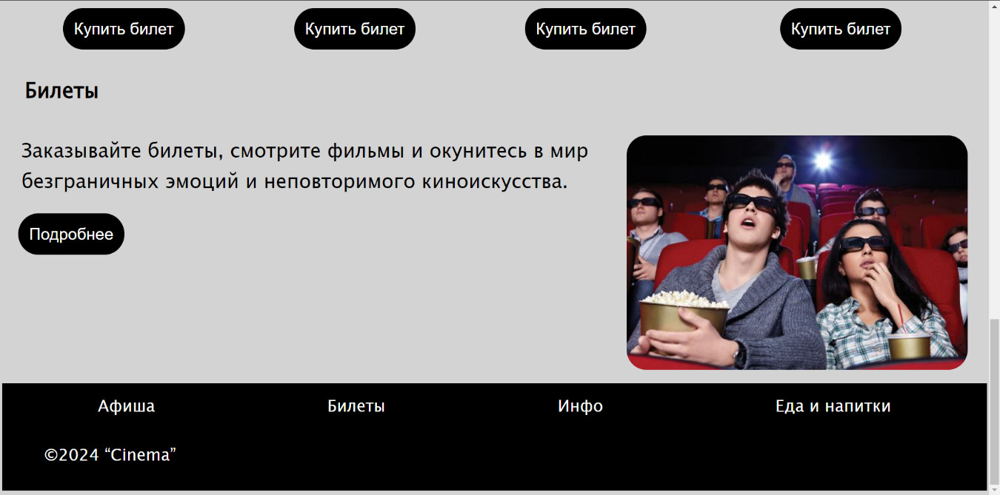 Купить билет Купить билет Купить билет Купить билет
Билеты
Заказывайте билеты, смотрите фильмы и окунитесь в мир
безграничных эмоций и неповторимого киноискусства.
Подробнее
Афиша Билеты Инфо Еда и напитки
©2024 “Cinema”